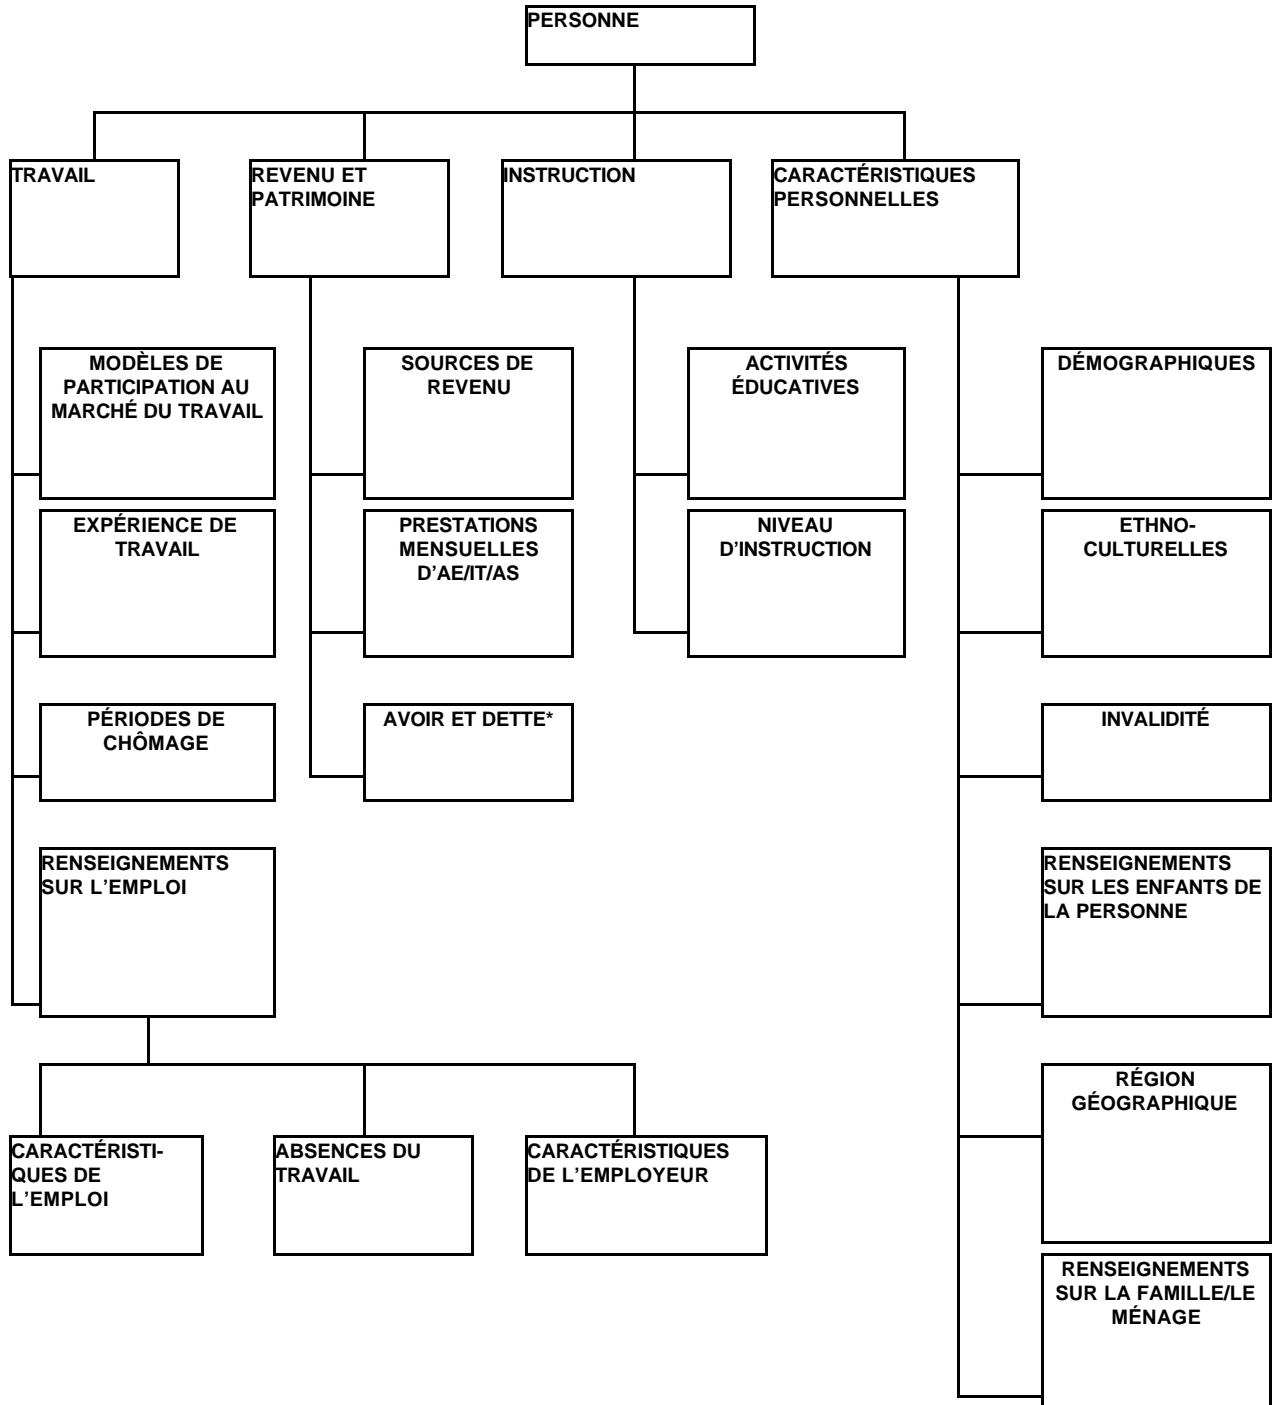 PERSONNE
TRAVAIL
REVENU ET
PATRIMOINE
INSTRUCTION
CARACTÉRISTIQUES
PERSONNELLES
MODÈLES DE
PARTICIPATION AU
MARCHÉ DU TRAVAIL
SOURCES DE
REVENU
ACTIVITÉS
ÉDUCATIVES
DÉMOGRAPHIQUES
EXPÉRIENCE DE
TRAVAIL
PRESTATIONS
MENSUELLES
D’AE/IT/AS
NIVEAU
D’INSTRUCTION
ETHNO-
CULTURELLES
PÉRIODES DE
CHÔMAGE
AVOIR ET DETTE*
INVALIDITÉ
RENSEIGNEMENTS
SUR L’EMPLOI
RENSEIGNEMENTS
SUR LES ENFANTS DE
LA PERSONNE
RÉGION
GÉOGRAPHIQUE
CARACTÉRISTI-
QUES DE
L’EMPLOI
ABSENCES DU
TRAVAIL
CARACTÉRISTIQUES
DE L’EMPLOYEUR
RENSEIGNEMENTS
SUR LA FAMILLE/LE
MÉNAGE